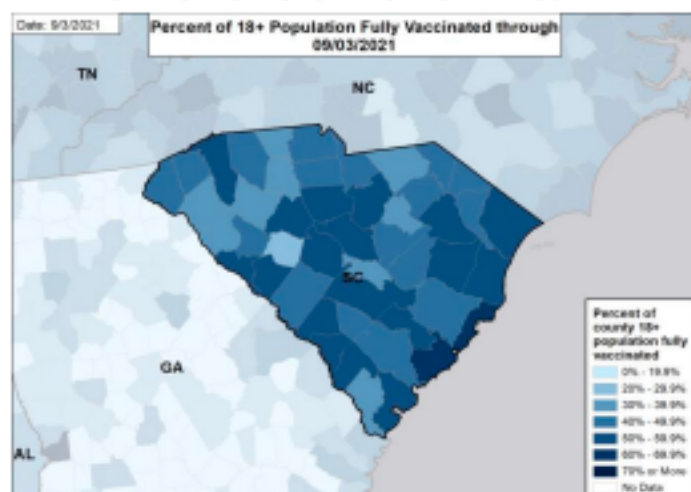 Date: 9/3/2021
Percent of 18+ Population Fully Vaccinated through
09/03/2021
TN
NC
SC
GA
AL
Percent of
county 18+
population fully
vaccinated
0% - 19.9%
20% - 29.9%
30% - 39.9%
40% - 49.9%
50% - 59.9%
60% - 69.9%
70% or More
No Data